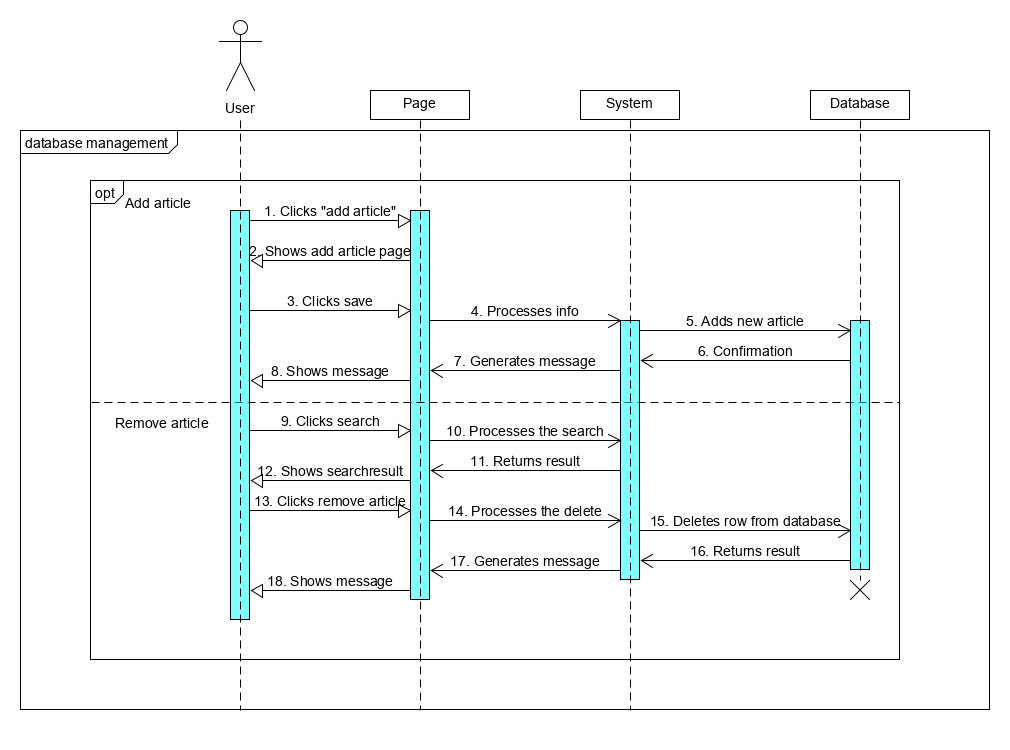 User
Page
System
Database
database management
opt
Add article
1. Clicks "add article"
2. Shows add article page
3. Clicks save
4. Processes info
5. Adds new article
6. Confirmation
7. Generates message
8. Shows message
Remove article
9. Clicks search
10. Processes the search
11. Returns result
12. Shows searchresult
13. Clicks remove article
14. Processes the delete
15. Deletes row from database
16. Returns result
17. Generates message
18. Shows message